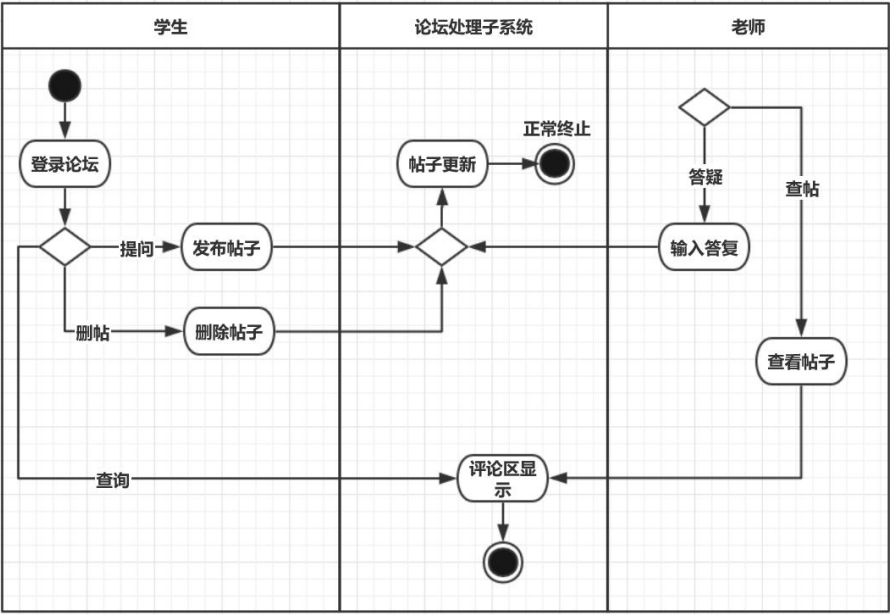 学生
论坛处理子系统
老师
正常终止
登录论坛
帖子更新
答疑
查帖
提问
发布帖子
输入答复
删帖
删除帖子
查看帖子
查询
评论区显
示